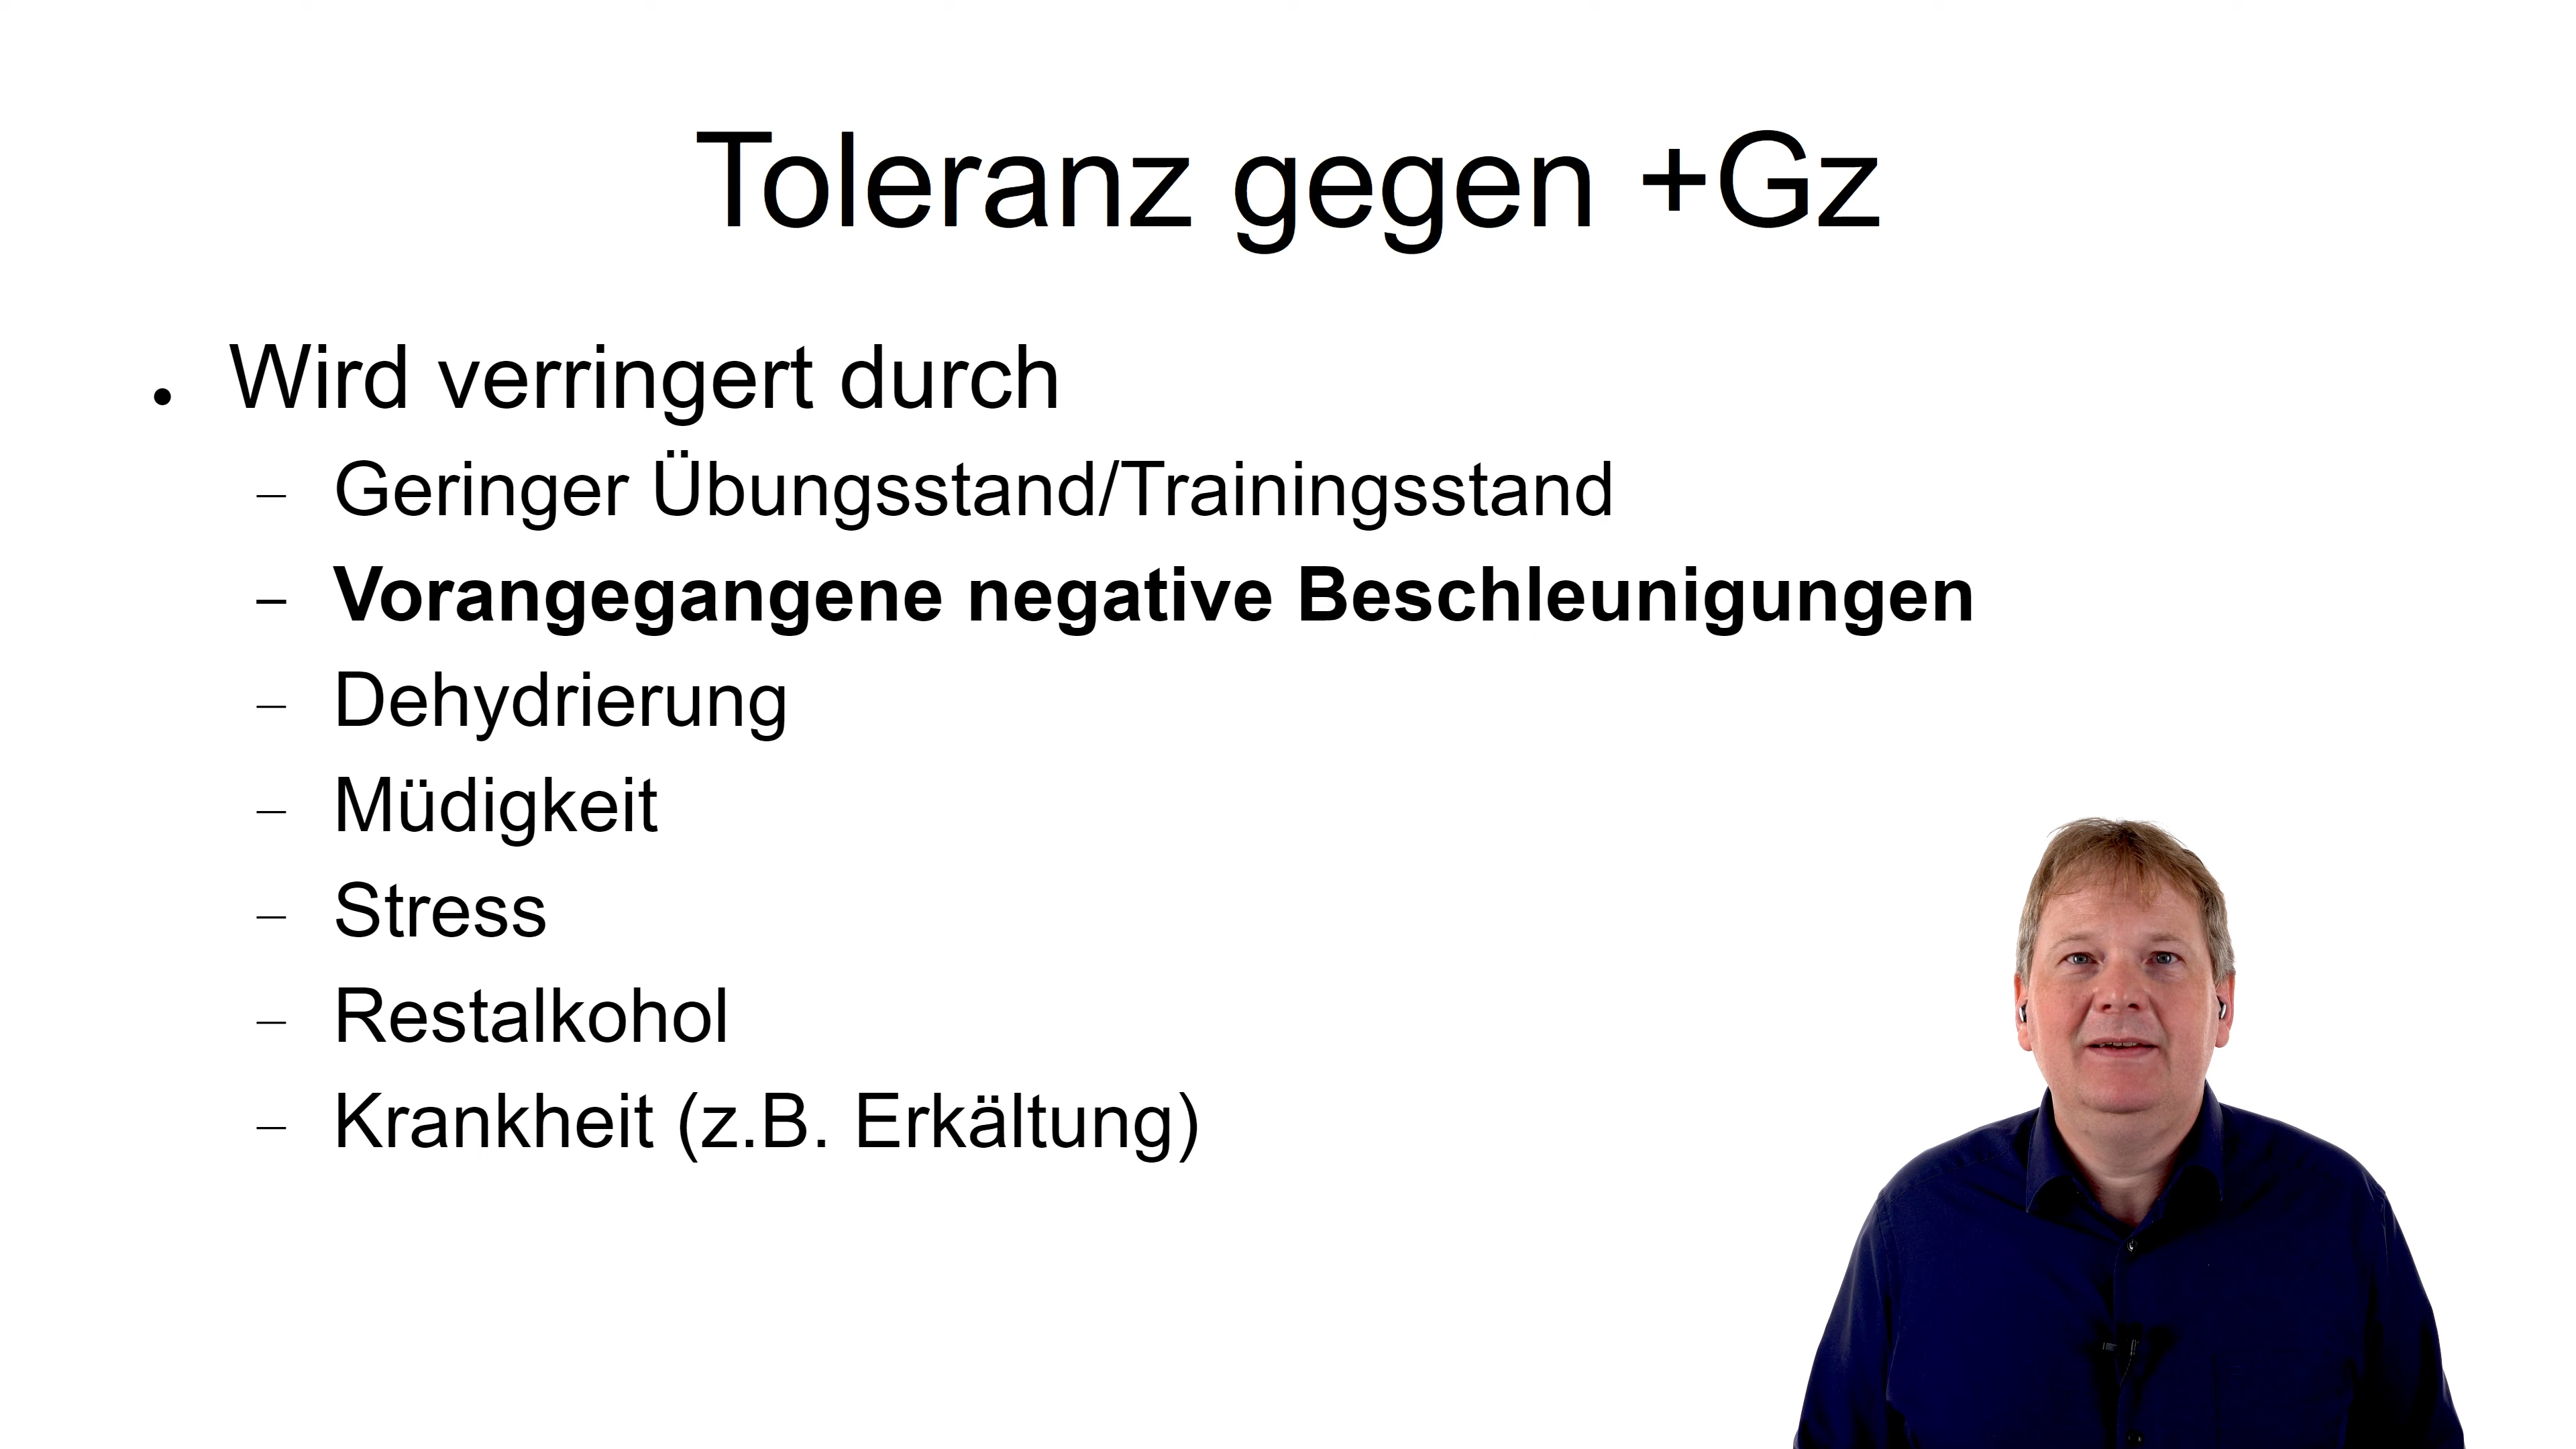 Toleranz gegen +Gz
● Wird verringert durch
– Geringer Übungsstand/Trainingsstand
– Vorangegangene negative Beschleunigungen
– Dehydrierung
– Müdigkeit
– Stress
– Restalkohol
– Krankheit (z.B. Erkältung)